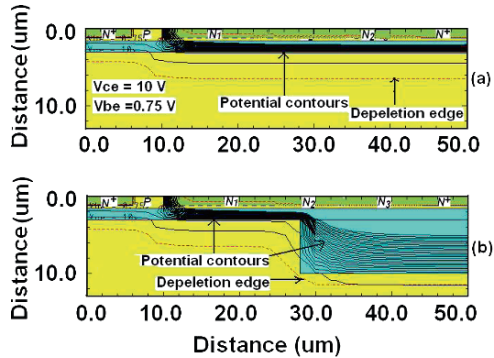 N+ P N1 N2 N+
0.0
10.0
Distance (um)
Vce = 10 V
Vbe =0.75 V
Potential contours
Depeletion edge
(a)
0.0 10.0 20.0 30.0 40.0 50.0
N+ P N1 N2 N3 N+
0.0
10.0
Distance (um)
Potential contours
Depeletion edge
(b)
0.0 10.0 20.0 30.0 40.0 50.0
Distance (um)